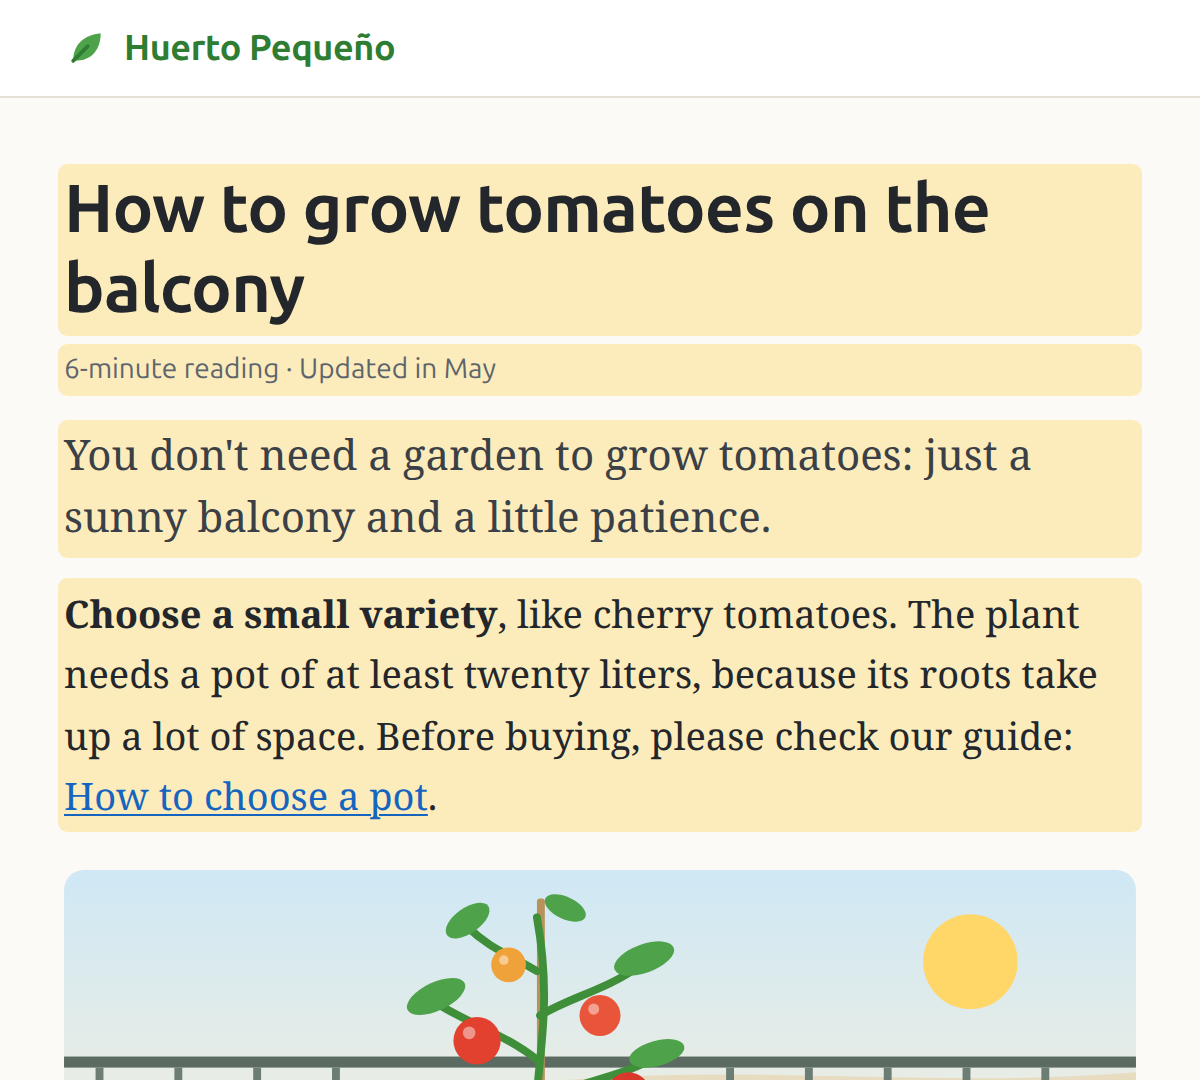 Huerto Pequeño
How to grow tomatoes on the
balcony
6-minute reading · Updated in May
You don't need a garden to grow tomatoes: just a
sunny balcony and a little patience.
Choose a small variety, like cherry tomatoes. The plant
needs a pot of at least twenty liters, because its roots take
up a lot of space. Before buying, please check our guide:
How to choose a pot.